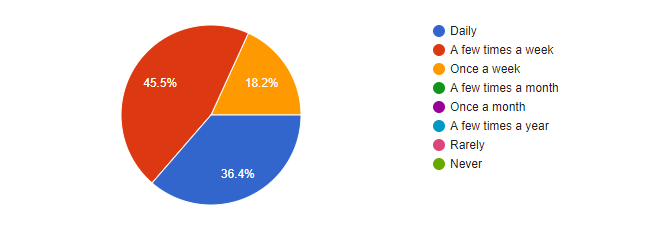 45.5%
18.2%
36.4%
Daily
A few times a week
Once a week
A few times a month
Once a month
A few times a year
Rarely
Never